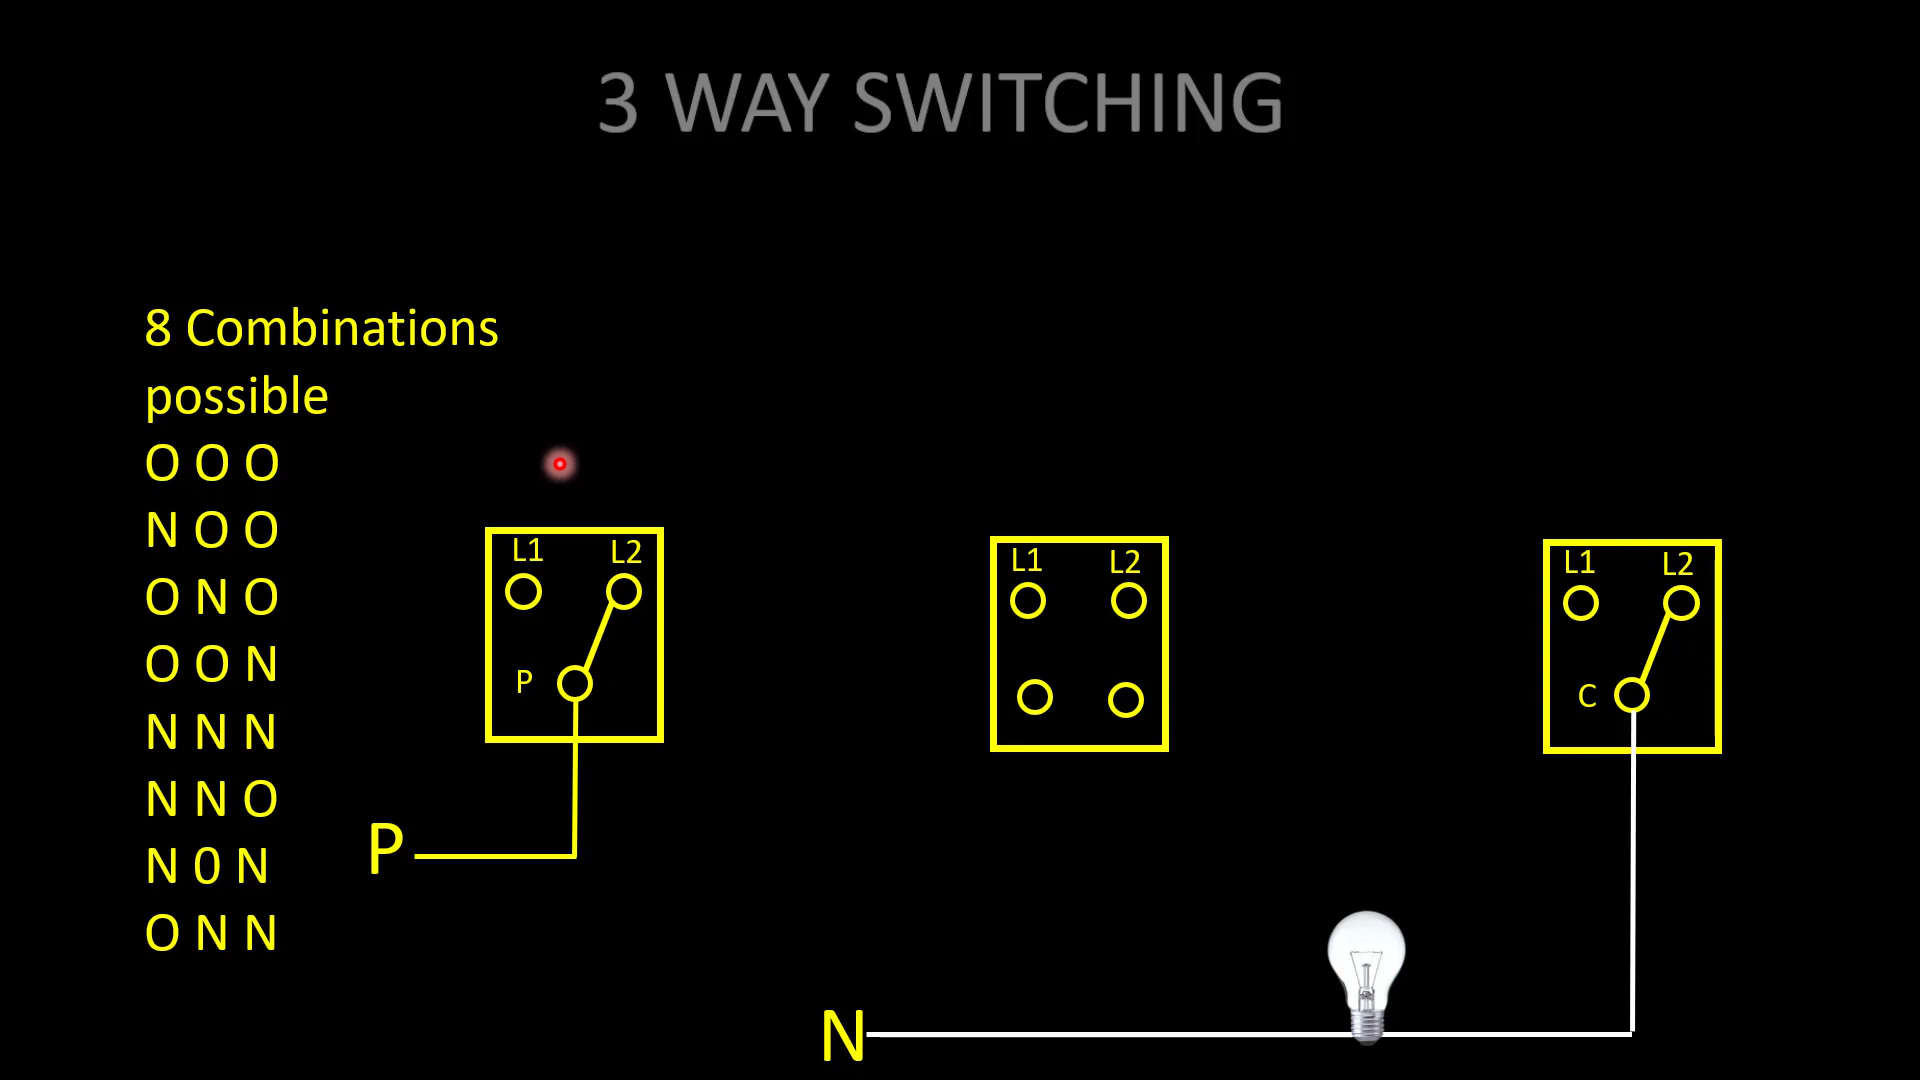 3 WAY SWITCHING
8 Combinations
possible
O O O
N O O
O N O
O O N
N N N
N N O
N 0 N
O N N
L1 L2
P
P
L1 L2
L1 L2
C
N